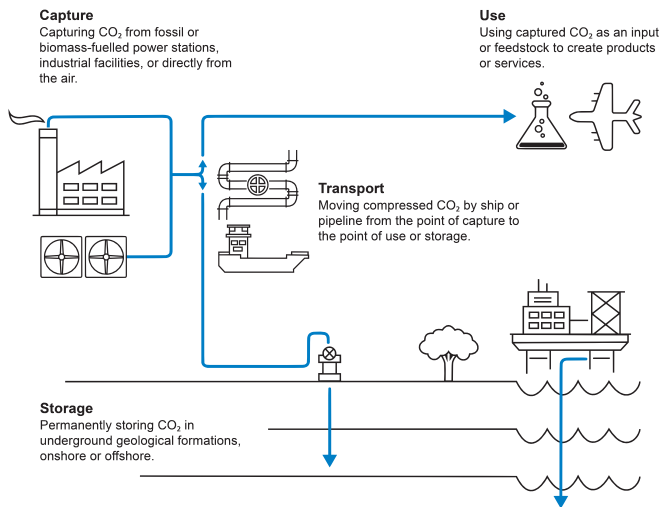 Capture
Capturing CO₂ from fossil or
biomass-fuelled power stations,
industrial facilities, or directly from
the air.
Use
Using captured CO₂ as an input
or feedstock to create products
or services.
Transport
Moving compressed CO₂ by ship or
pipeline from the point of capture to
the point of use or storage.
Storage
Permanently storing CO₂ in
underground geological formations,
onshore or offshore.